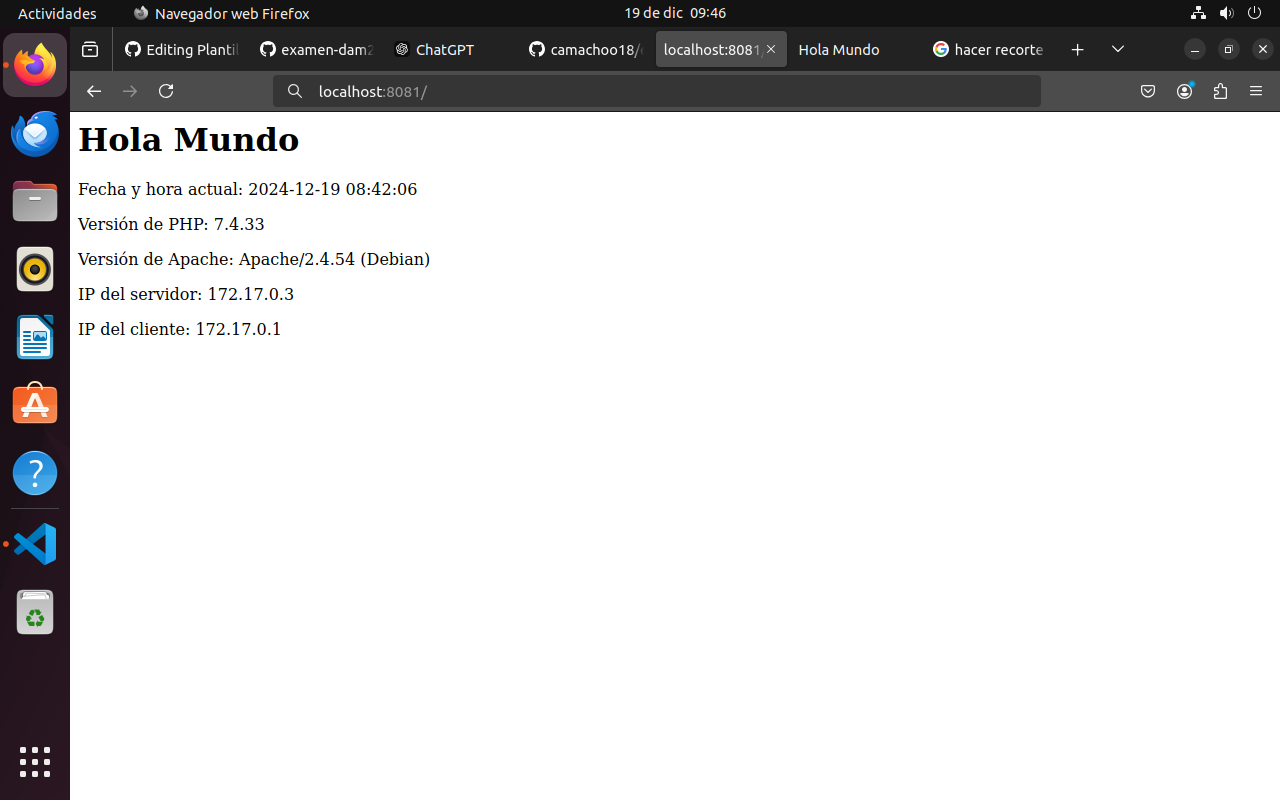 Actividades Navegador web Firefox 19 de dic 09:46
Editing Plantil examen-dam2 ChatGPT camachoo18/ localhost:8081/ Hola Mundo hacer recorte
localhost:8081/
Hola Mundo
Fecha y hora actual: 2024-12-19 08:42:06
Versión de PHP: 7.4.33
Versión de Apache: Apache/2.4.54 (Debian)
IP del servidor: 172.17.0.3
IP del cliente: 172.17.0.1